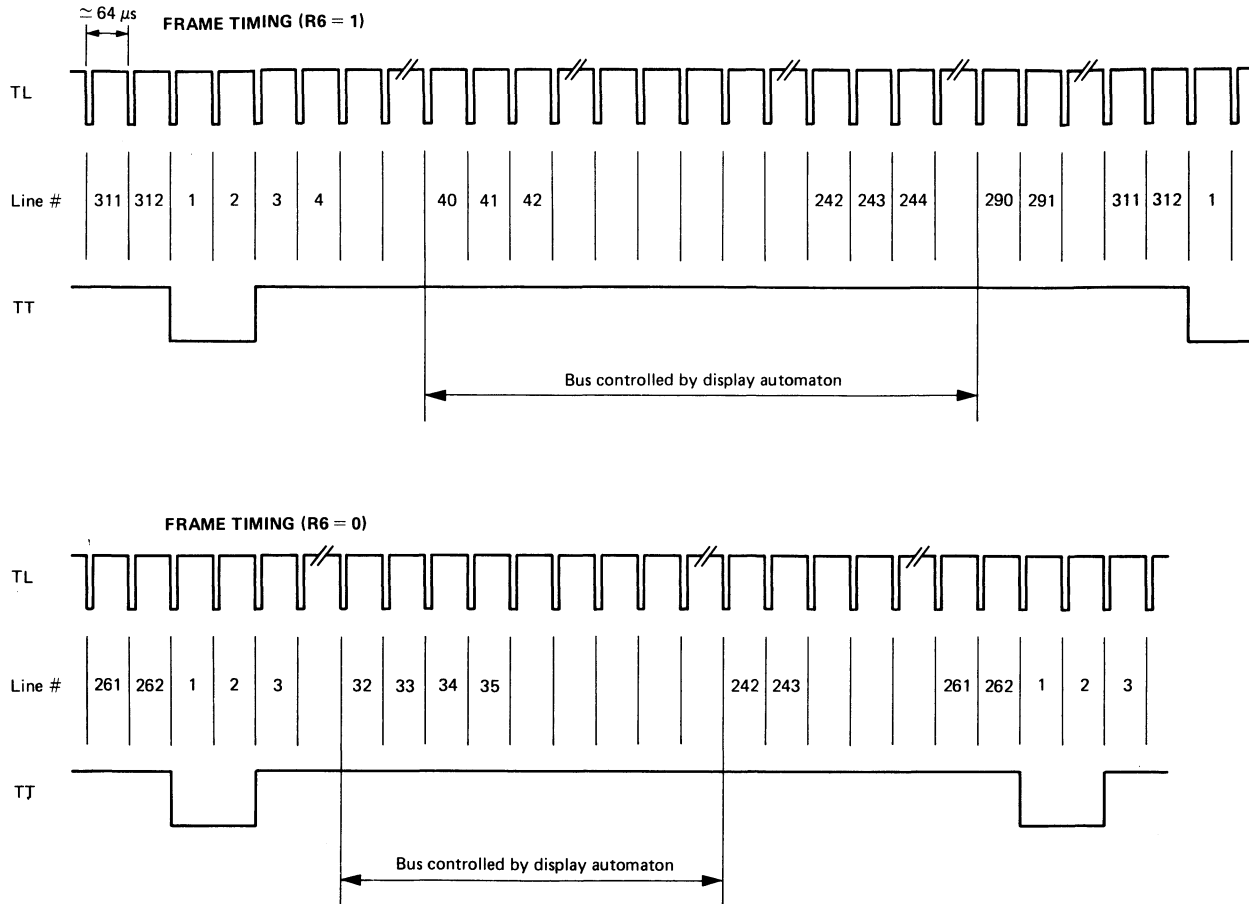 ≃ 64 μs
FRAME TIMING (R6 = 1)
TL
Line # 311 312 1 2 3 4 40 41 42 242 243 244 290 291 311 312 1
TT
Bus controlled by display automaton
FRAME TIMING (R6 = 0)
TL
Line # 261 262 1 2 3 32 33 34 35 242 243 261 262 1 2 3
TT
Bus controlled by display automaton